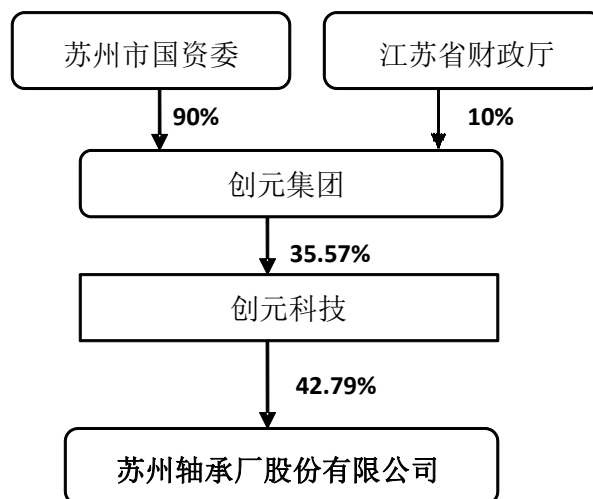 苏州市国资委
江苏省财政厅
90%
10%
创元集团
35.57%
创元科技
42.79%
苏州轴承厂股份有限公司